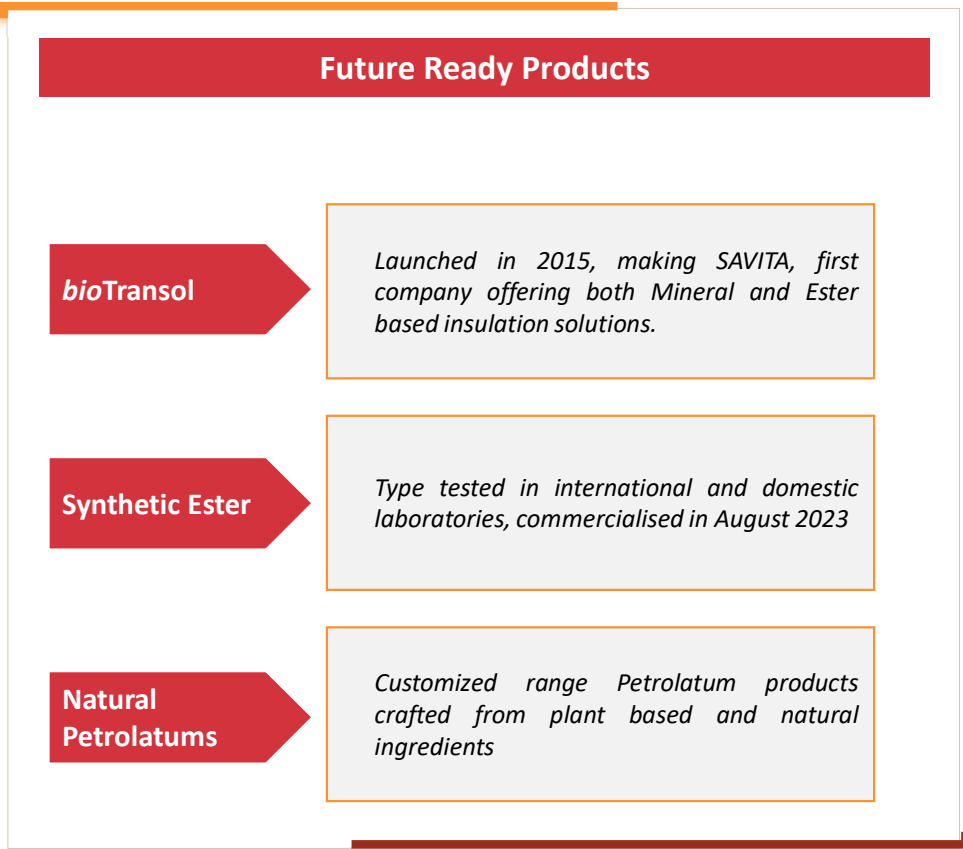 Future Ready Products
bioTransol
Launched in 2015, making SAVITA, first
company offering both Mineral and Ester
based insulation solutions.
Synthetic Ester
Type tested in international and domestic
laboratories, commercialised in August 2023
Natural
Petrolatums
Customized range Petrolatum products
crafted from plant based and natural
ingredients